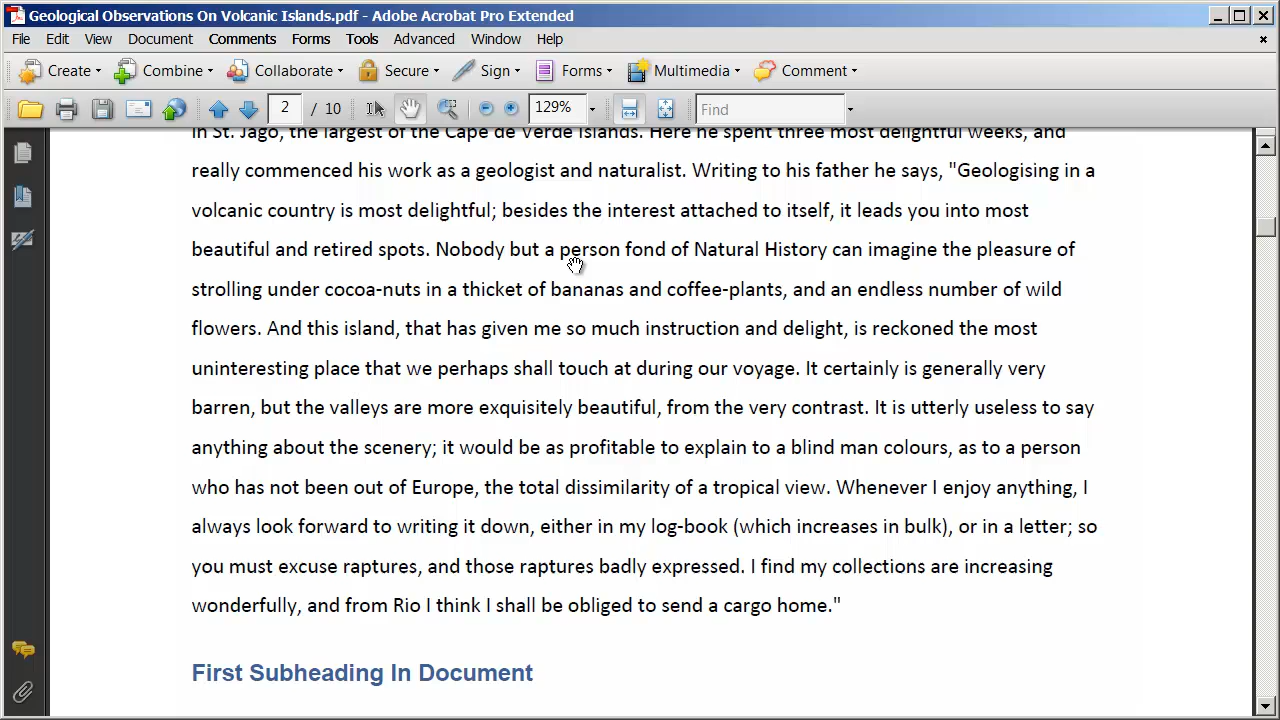 Geological Observations On Volcanic Islands.pdf - Adobe Acrobat Pro Extended
File Edit View Document Comments Forms Tools Advanced Window Help
Create Combine Collaborate Secure Sign Forms Multimedia Comment
2 / 10 129% Find
in St. Jago, the largest of the Cape de Verde Islands. Here he spent three most delightful weeks, and
really commenced his work as a geologist and naturalist. Writing to his father he says, "Geologising in a
volcanic country is most delightful; besides the interest attached to itself, it leads you into most
beautiful and retired spots. Nobody but a person fond of Natural History can imagine the pleasure of
strolling under cocoa-nuts in a thicket of bananas and coffee-plants, and an endless number of wild
flowers. And this island, that has given me so much instruction and delight, is reckoned the most
uninteresting place that we perhaps shall touch at during our voyage. It certainly is generally very
barren, but the valleys are more exquisitely beautiful, from the very contrast. It is utterly useless to say
anything about the scenery; it would be as profitable to explain to a blind man colours, as to a person
who has not been out of Europe, the total dissimilarity of a tropical view. Whenever I enjoy anything, I
always look forward to writing it down, either in my log-book (which increases in bulk), or in a letter; so
you must excuse raptures, and those raptures badly expressed. I find my collections are increasing
wonderfully, and from Rio I think I shall be obliged to send a cargo home."
First Subheading In Document